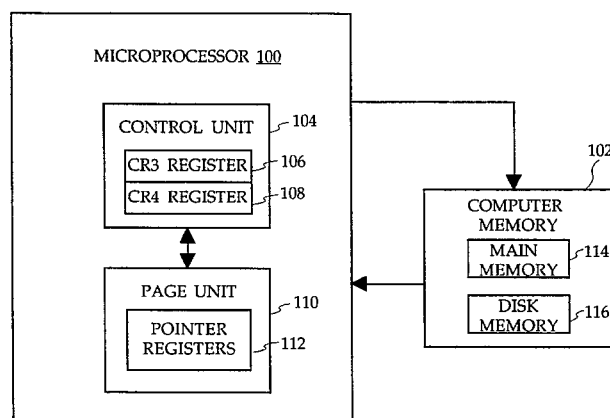 MICROPROCESSOR 100
CONTROL UNIT
104
CR3 REGISTER
106
CR4 REGISTER
108
PAGE UNIT
110
POINTER
REGISTERS
112
102
COMPUTER
MEMORY
MAIN
MEMORY
114
DISK
MEMORY
116